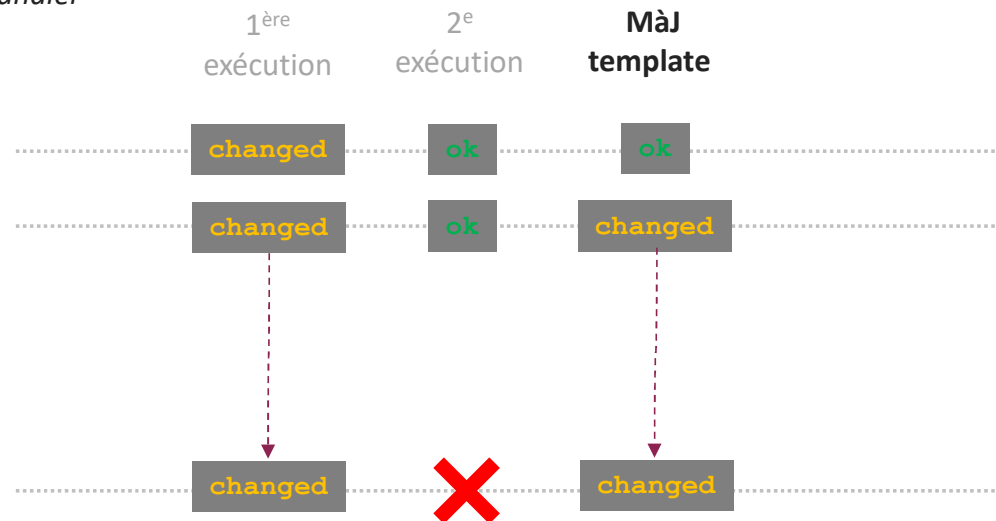 1ère 2e MàJ
exécution exécution template
changed ok ok
changed ok changed
changed changed